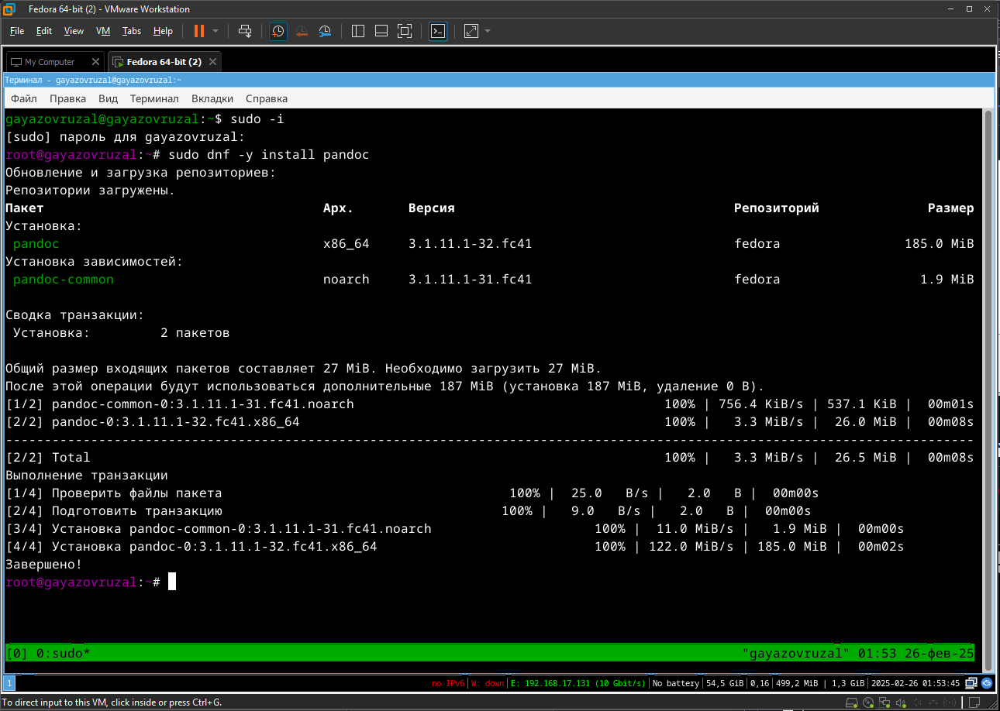 Fedora 64-bit (2) - VMware Workstation
File Edit View VM Tabs Help
My Computer Fedora 64-bit (2)
Терминал - gayazovruzal@gayazovruzal:~
Файл Правка Вид Терминал Вкладки Справка
gayazovruzal@gayazovruzal:~$ sudo -i
[sudo] пароль для gayazovruzal:
root@gayazovruzal:~# sudo dnf -y install pandoc
Обновление и загрузка репозиториев:
Репозитории загружены.
Пакет Арх. Версия Репозиторий Размер
Установка:
pandoc x86_64 3.1.11.1-32.fc41 fedora 185.0 MiB
Установка зависимостей:
pandoc-common noarch 3.1.11.1-31.fc41 fedora 1.9 MiB
Сводка транзакции:
Установка: 2 пакетов
Общий размер входящих пакетов составляет 27 MiB. Необходимо загрузить 27 MiB.
После этой операции будут использоваться дополнительные 187 MiB (установка 187 MiB, удаление 0 B).
[1/2] pandoc-common-0:3.1.11.1-31.fc41.noarch 100% | 756.4 KiB/s | 537.1 KiB | 00m01s
[2/2] pandoc-0:3.1.11.1-32.fc41.x86_64 100% | 3.3 MiB/s | 26.0 MiB | 00m08s
--------------------------------------------------------------------------------
[2/2] Total 100% | 3.3 MiB/s | 26.5 MiB | 00m08s
Выполнение транзакции
[1/4] Проверить файлы пакета 100% | 25.0 B/s | 2.0 B | 00m00s
[2/4] Подготовить транзакцию 100% | 9.0 B/s | 2.0 B | 00m00s
[3/4] Установка pandoc-common-0:3.1.11.1-31.fc41.noarch 100% | 11.0 MiB/s | 1.9 MiB | 00m00s
[4/4] Установка pandoc-0:3.1.11.1-32.fc41.x86_64 100% | 122.0 MiB/s | 185.0 MiB | 00m02s
Завершено!
root@gayazovruzal:~#
[0] 0:sudo* "gayazovruzal" 01:53 26-фев-25
1 no IPv6 | W: down | E: 192.168.17.131 (10 Gbit/s) | No battery | 54,5 GiB | 0,16 | 499,2 MiB | 1,3 GiB | 2025-02-26 01:53:45
To direct input to this VM, click inside or press Ctrl+G.